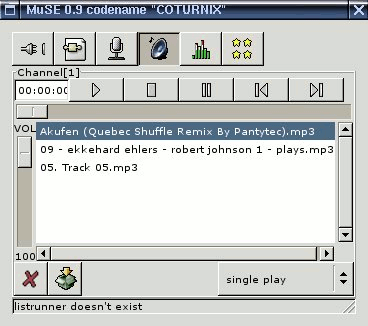 MuSE 0.9 codename "COTURNIX"
Channel[1]
00:00:00
VOL
Akufen (Quebec Shuffle Remix By Pantytec).mp3
09 - ekkehard ehlers - robert johnson 1 - plays.mp3
05. Track 05.mp3
100
single play
listrunner doesn't exist